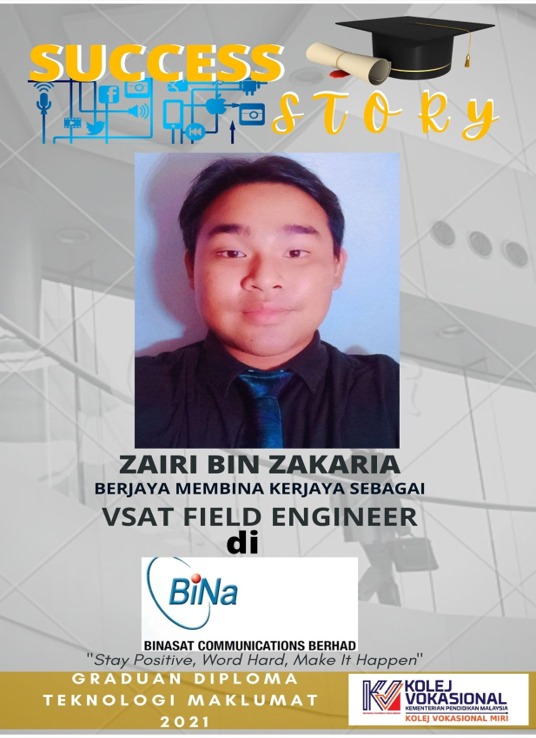 SUCCESS
STORY
ZAIRI BIN ZAKARIA
BERJAYA MEMBINA KERJAYA SEBAGAI
VSAT FIELD ENGINEER
di
BiNa
BINASAT COMMUNICATIONS BERHAD
"Stay Positive, Word Hard, Make It Happen"
GRADUAN DIPLOMA
TEKNOLOGI MAKLUMAT
2021
KV
KOLEJ
VOKASIONAL
KEMENTERIAN PENDIDIKAN MALAYSIA
KOLEJ VOKASIONAL MIRI